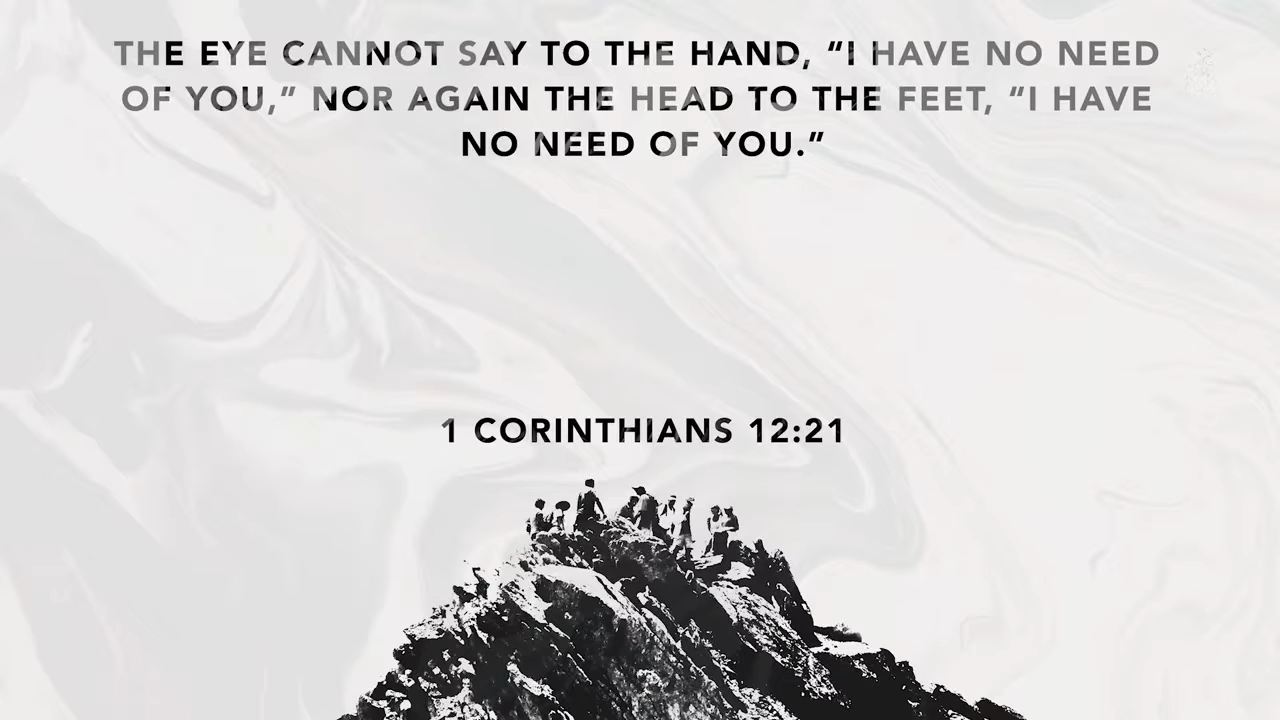 THE EYE CANNOT SAY TO THE HAND, “I HAVE NO NEED
OF YOU,” NOR AGAIN THE HEAD TO THE FEET, “I HAVE
NO NEED OF YOU.”
1 CORINTHIANS 12:21